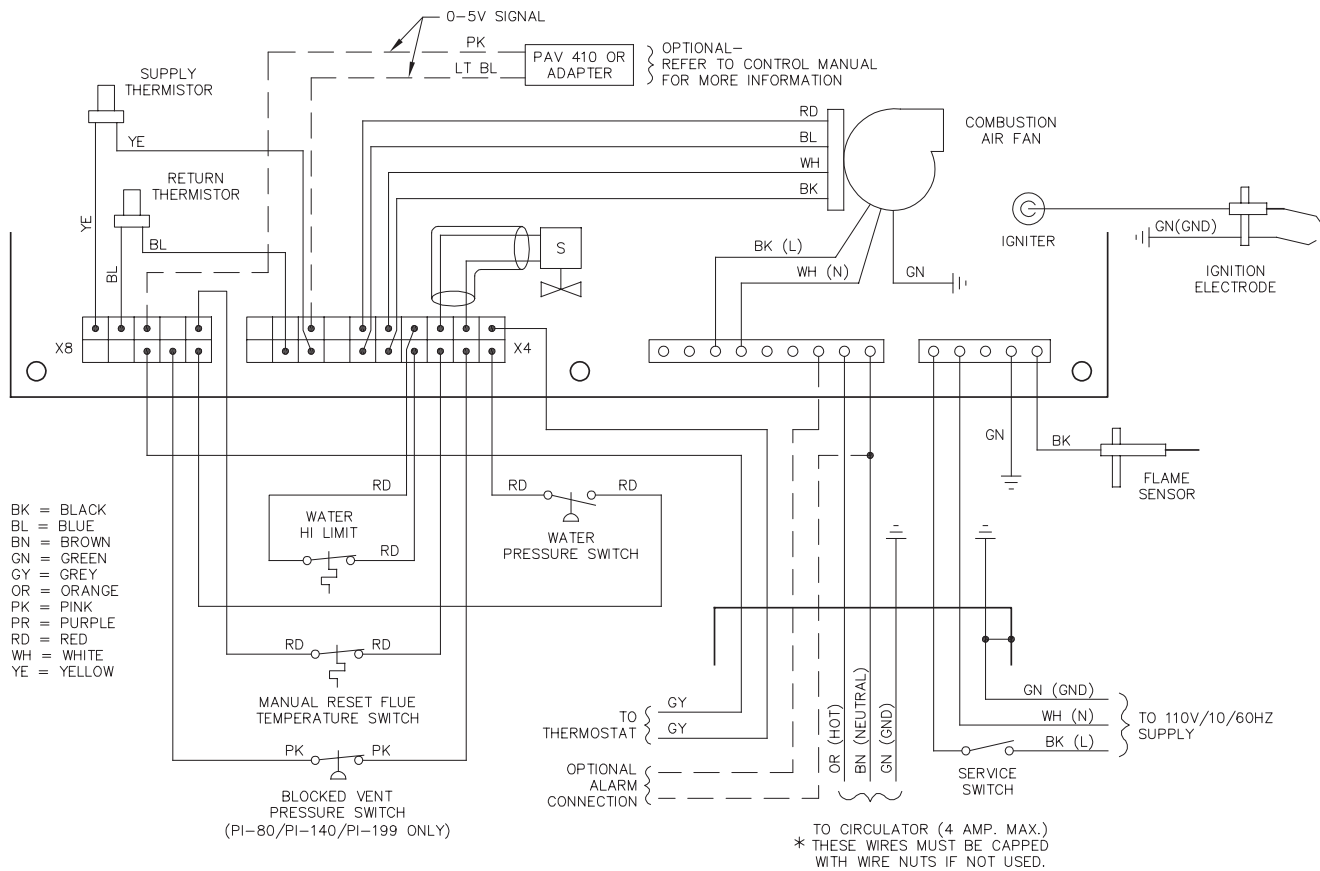 0-5V SIGNAL
PK
LT BL
PAV 410 OR
ADAPTER
OPTIONAL-
REFER TO CONTROL MANUAL
FOR MORE INFORMATION
SUPPLY
THERMISTOR
YE
YE
RETURN
THERMISTOR
BL
BL
RD
BL
WH
BK
COMBUSTION
AIR FAN
BK (L)
WH (N)
GN
IGNITER
GN(GND)
IGNITION
ELECTRODE
S
X8
X4
GN
BK
FLAME
SENSOR
BK = BLACK
BL = BLUE
BN = BROWN
GN = GREEN
GY = GREY
OR = ORANGE
PK = PINK
PR = PURPLE
RD = RED
WH = WHITE
YE = YELLOW
RD
WATER
HI LIMIT
RD
RD
RD
WATER
PRESSURE SWITCH
RD
RD
MANUAL RESET FLUE
TEMPERATURE SWITCH
PK
PK
BLOCKED VENT
PRESSURE SWITCH
(PI-80/PI-140/PI-199 ONLY)
TO
THERMOSTAT
GY
GY
OPTIONAL
ALARM
CONNECTION
OR (HOT)
BN (NEUTRAL)
GN (GND)
GN (GND)
WH (N)
BK (L)
TO 110V/10/60HZ
SUPPLY
SERVICE
SWITCH
TO CIRCULATOR (4 AMP. MAX.)
* THESE WIRES MUST BE CAPPED
WITH WIRE NUTS IF NOT USED.